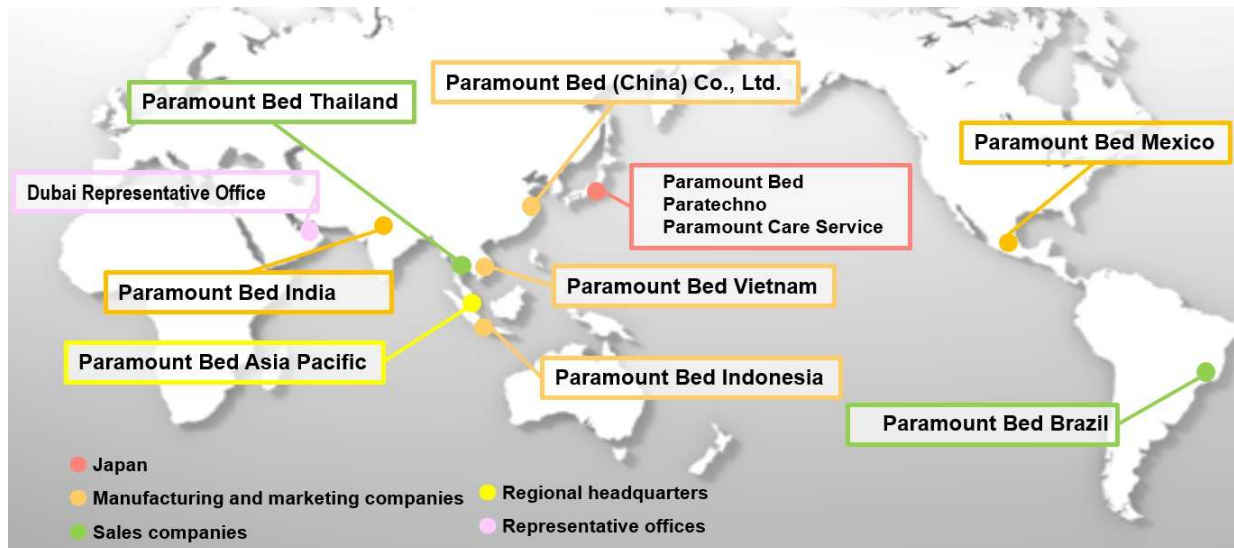 Paramount Bed (China) Co., Ltd.
Paramount Bed Thailand
Paramount Bed Mexico
Dubai Representative Office
Paramount Bed
Paratechno
Paramount Care Service
Paramount Bed India
Paramount Bed Vietnam
Paramount Bed Asia Pacific
Paramount Bed Indonesia
Paramount Bed Brazil
Japan
Manufacturing and marketing companies
Sales companies
Regional headquarters
Representative offices